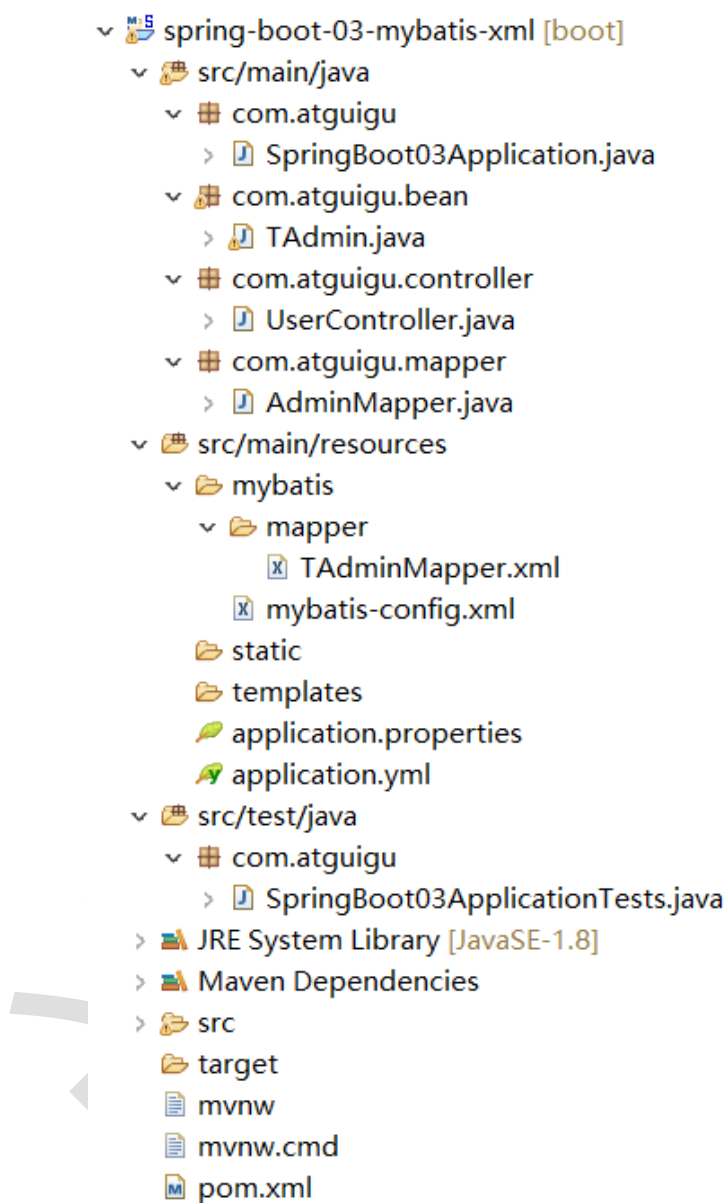 spring-boot-03-mybatis-xml [boot]
src/main/java
com.atguigu
SpringBoot03Application.java
com.atguigu.bean
TAdmin.java
com.atguigu.controller
UserController.java
com.atguigu.mapper
AdminMapper.java
src/main/resources
mybatis
mapper
TAdminMapper.xml
mybatis-config.xml
static
templates
application.properties
application.yml
src/test/java
com.atguigu
SpringBoot03ApplicationTests.java
JRE System Library [JavaSE-1.8]
Maven Dependencies
src
target
mvnw
mvnw.cmd
pom.xml